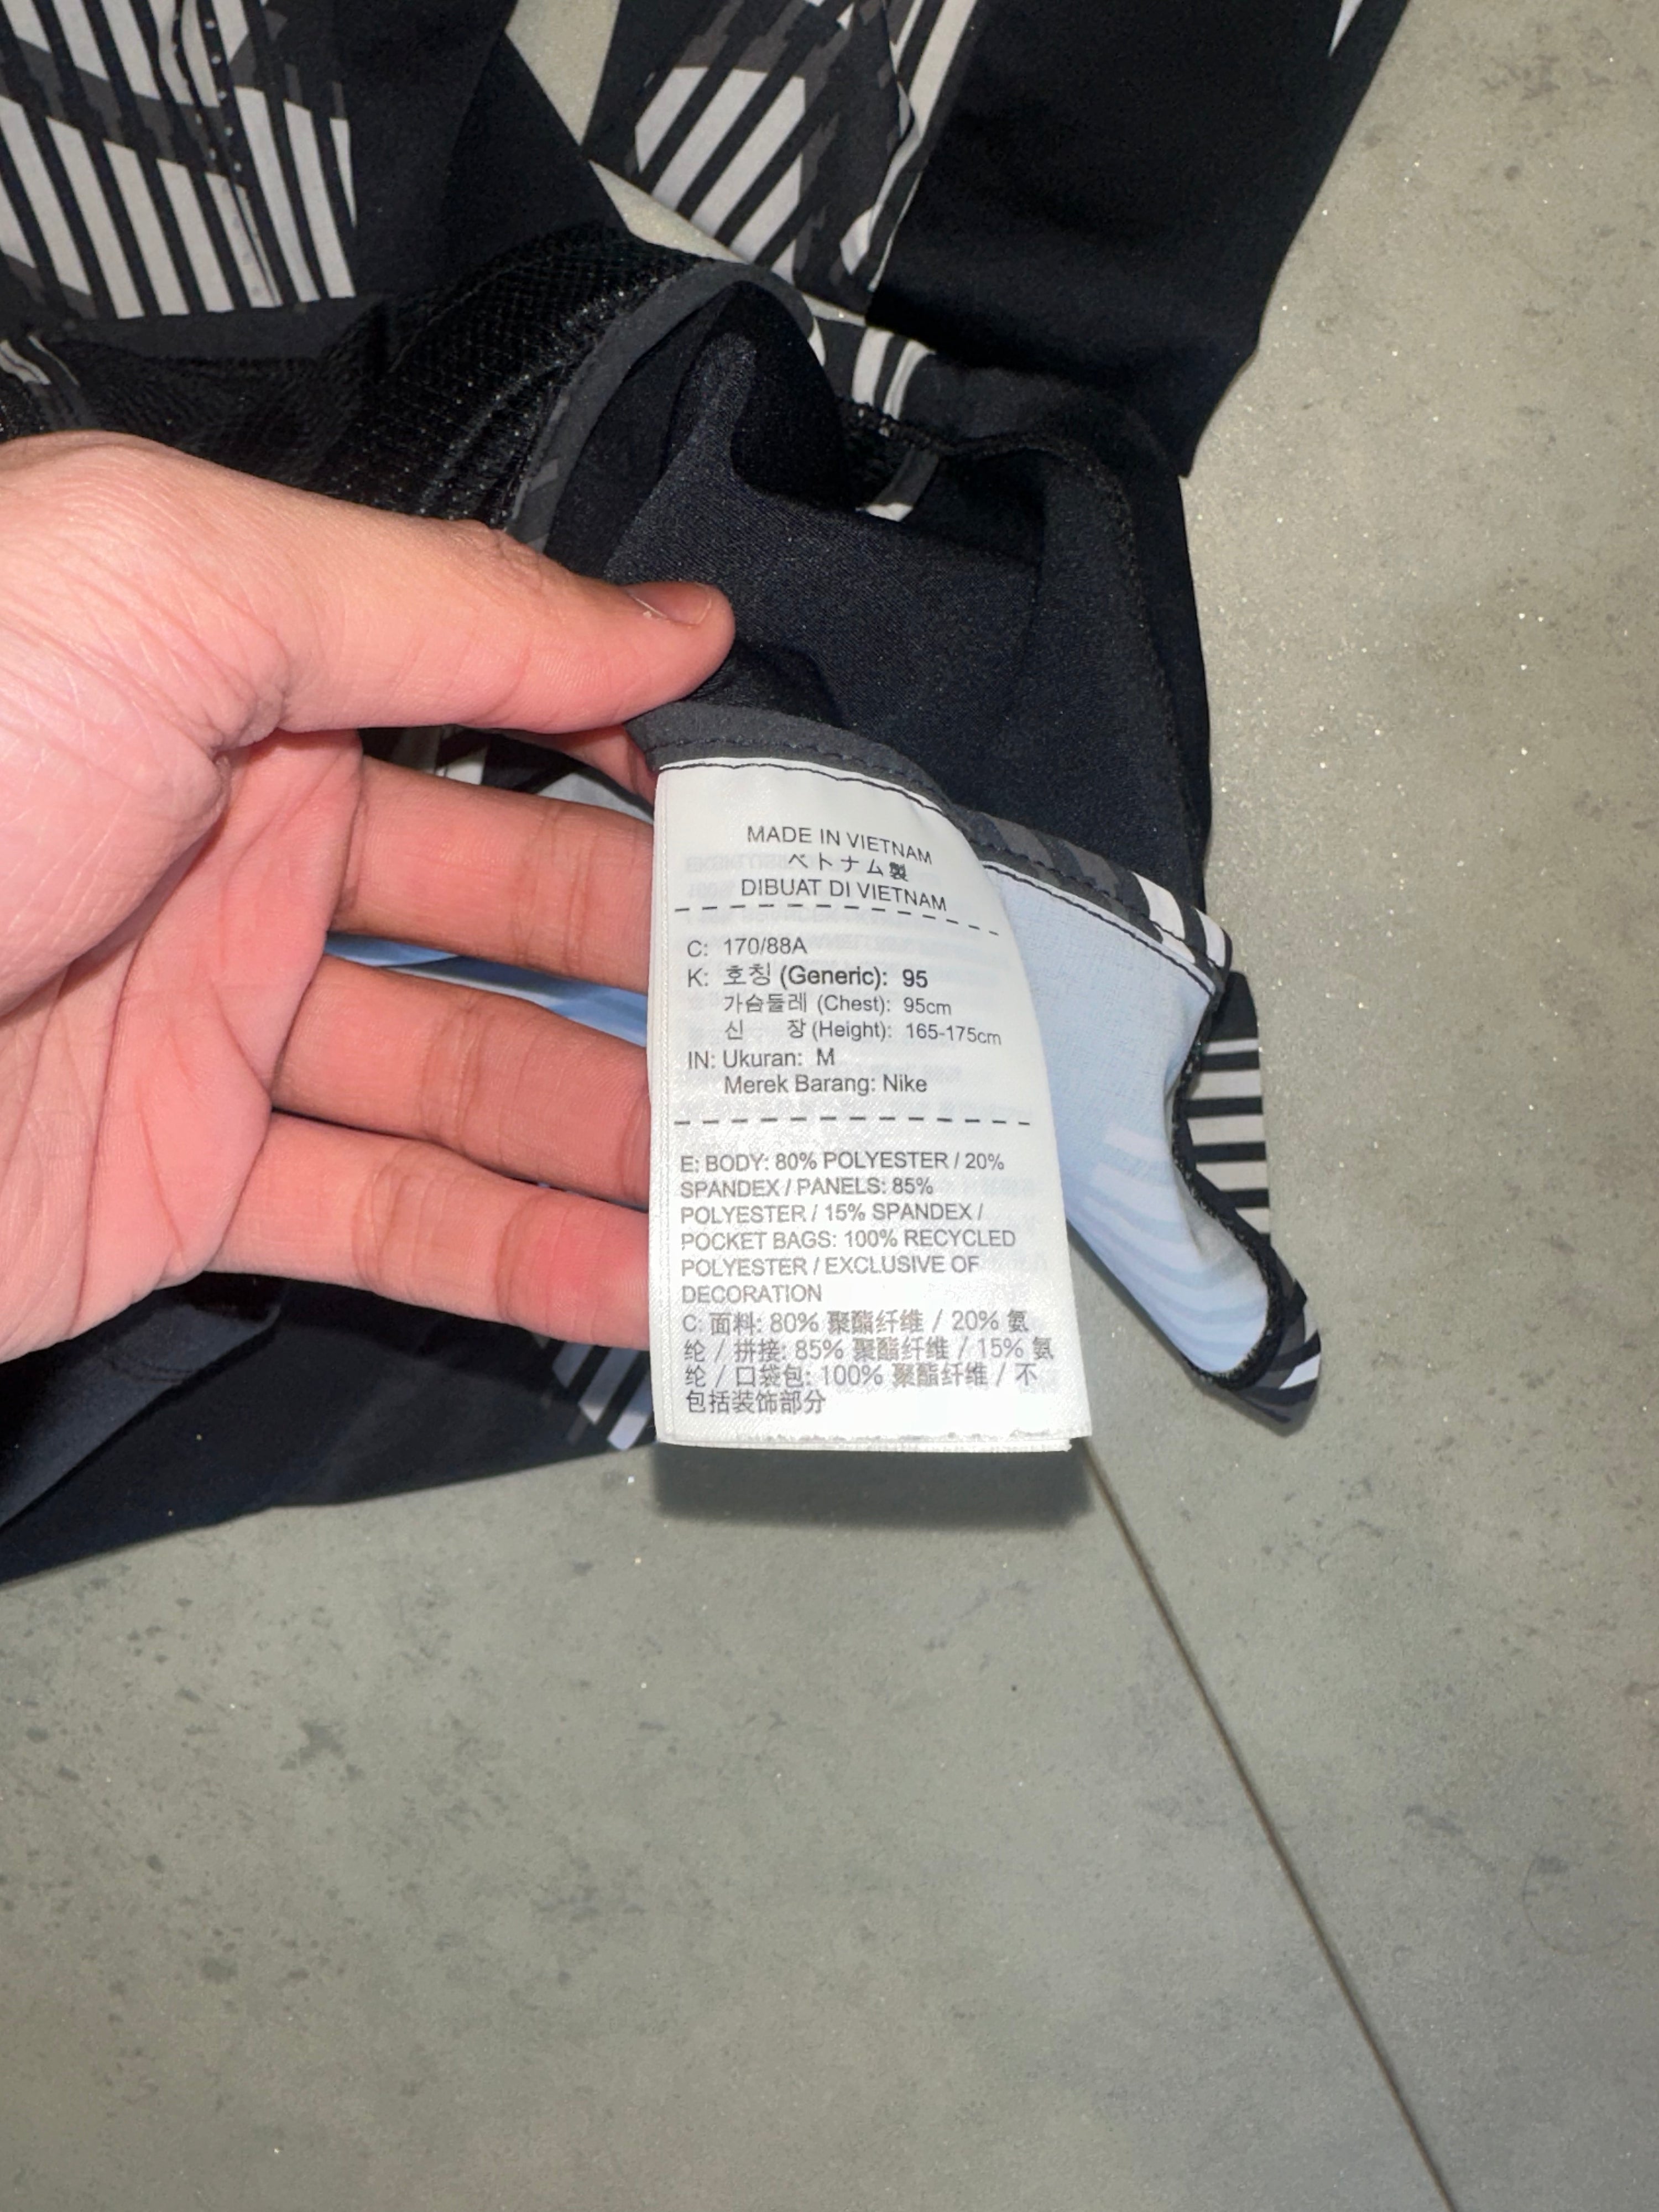 MADE IN VIETNAM
ベトナム製
DIBUAT DI VIETNAM
C: 170/88A
K: 호칭 (Generic): 95
가슴둘레 (Chest): 95cm
신 장 (Height): 165-175cm
IN: Ukuran: M
Merek Barang: Nike
E: BODY: 80% POLYESTER / 20%
SPANDEX / PANELS: 85%
POLYESTER / 15% SPANDEX /
POCKET BAGS: 100% RECYCLED
POLYESTER / EXCLUSIVE OF
DECORATION
C: 面料: 80% 聚酯纤维 / 20% 氨
纶 / 拼接: 85% 聚酯纤维 / 15% 氨
纶 / 口袋包: 100% 聚酯纤维 / 不
包括装饰部分